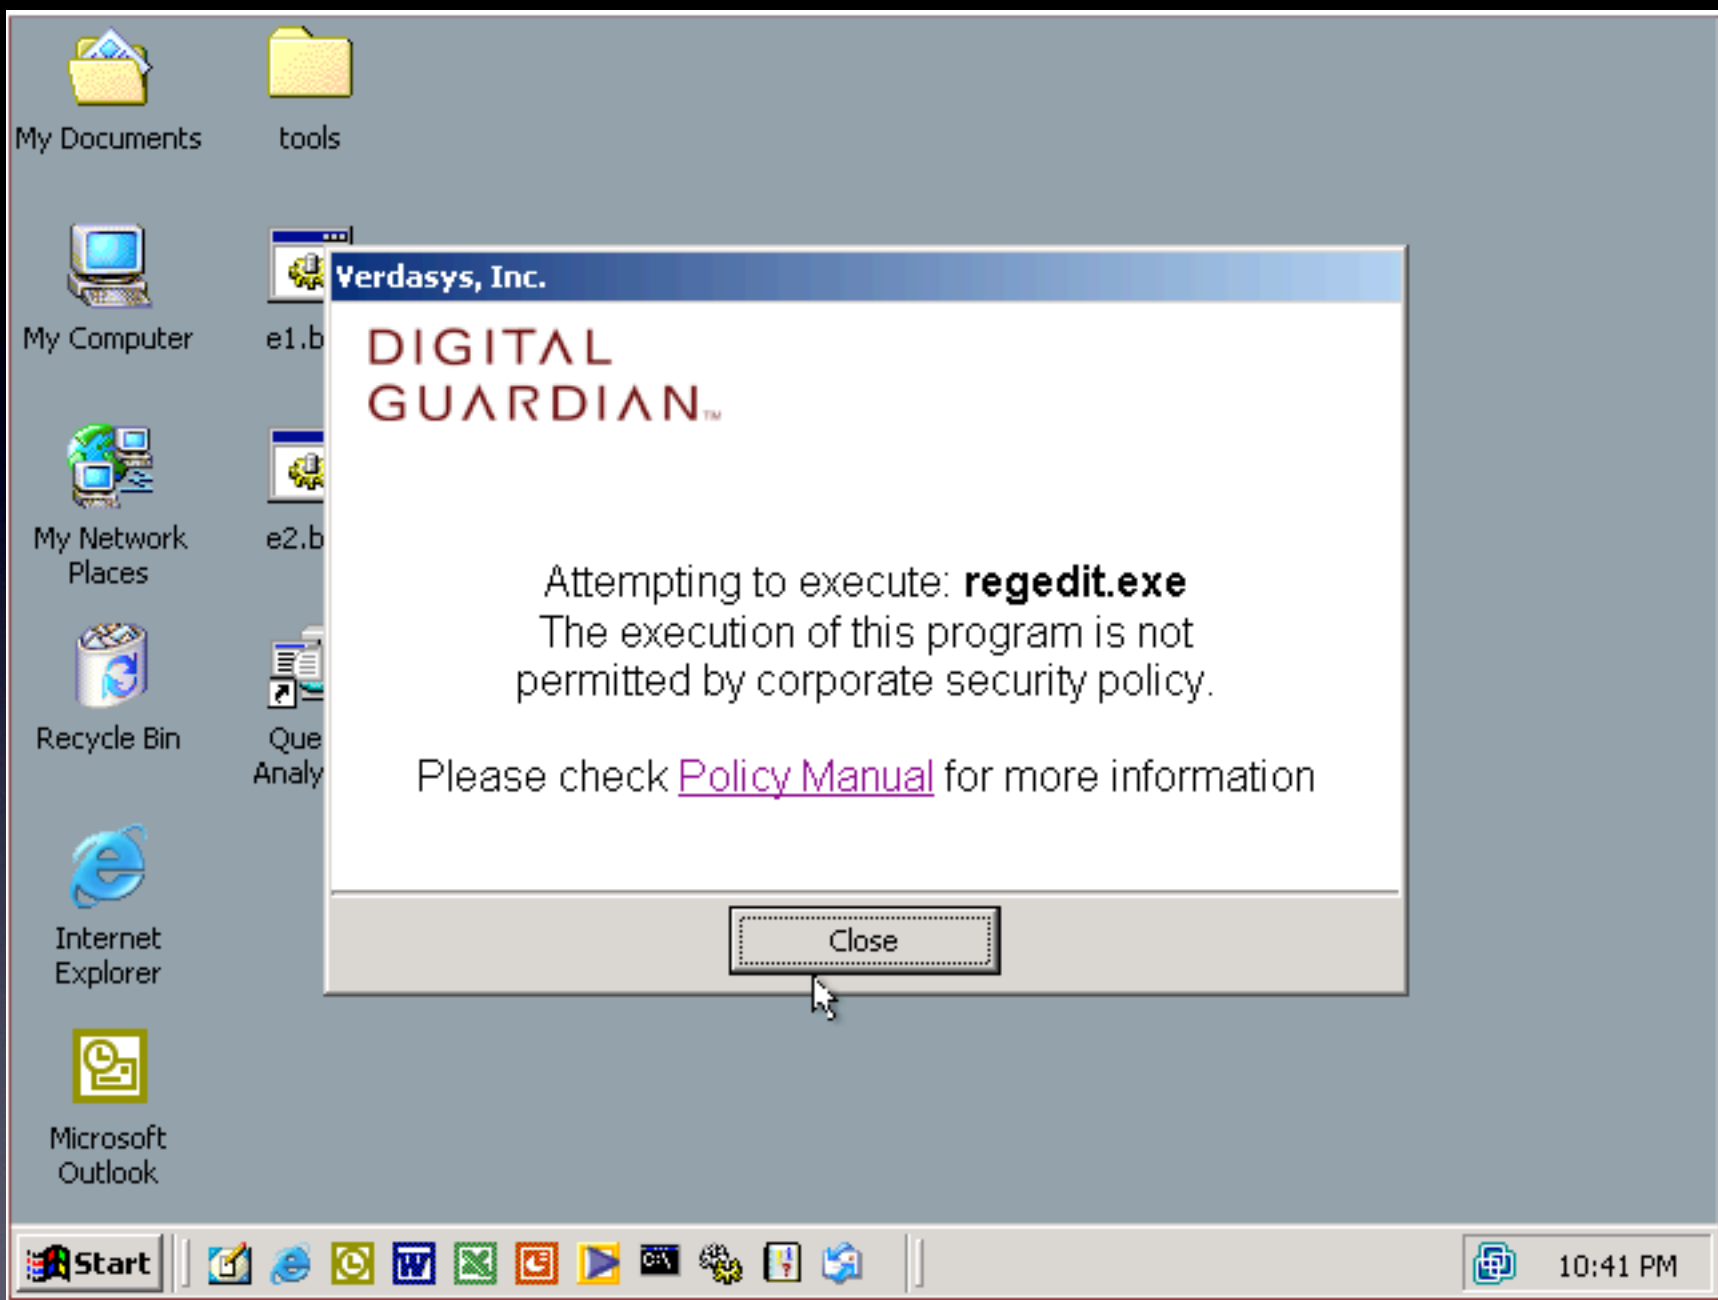 My Documents
tools
My Computer
e1.b
My Network
Places
e2.b
Recycle Bin
Que
Analy
Internet
Explorer
Microsoft
Outlook
Verdasys, Inc.
DIGITAL
GUARDIAN™
Attempting to execute: regedit.exe
The execution of this program is not
permitted by corporate security policy.
Please check Policy Manual for more information
Close
Start
10:41 PM